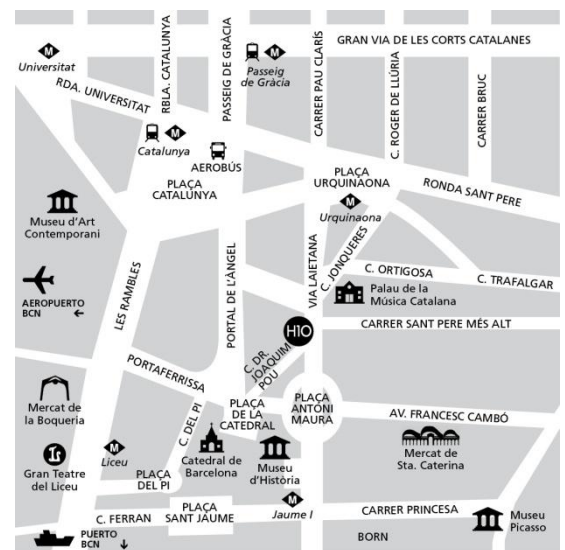 GRAN VIA DE LES CORTS CATALANES
M
Universitat
RBLA. CATALUNYA
PASSEIG DE GRÀCIA
M
Passeig
de Gràcia
CARRER PAU CLARÍS
C. ROGER DE LLÚRIA
CARRER BRUC
RDA. UNIVERSITAT
M
Catalunya
AEROBÚS
PLAÇA
CATALUNYA
PLAÇA
URQUINAONA
RONDA SANT PERE
M
Urquinaona
Museu d'Art
Contemporani
LES RAMBLES
PORTAL DE L'ÀNGEL
VIA LAIETANA
C. JONQUERES
C. ORTIGOSA
C. TRAFALGAR
AEROPUERTO
BCN ←
Palau de la
Música Catalana
H10
CARRER SANT PERE MÉS ALT
PORTAFERRISSA
C. DR.
JOAQUIM
POU
Mercat de
la Boqueria
C. DEL PI
PLAÇA
DE LA
CATEDRAL
PLAÇA
ANTONI
MAURA
AV. FRANCESC CAMBÓ
Gran Teatre
del Liceu
M
Liceu
PLAÇA
DEL PI
Catedral de
Barcelona
Museu
d'Història
Mercat de
Sta. Caterina
C. FERRAN
PLAÇA
SANT JAUME
M
Jaume I
CARRER PRINCESA
Museu
Picasso
PUERTO
BCN ↓
BORN